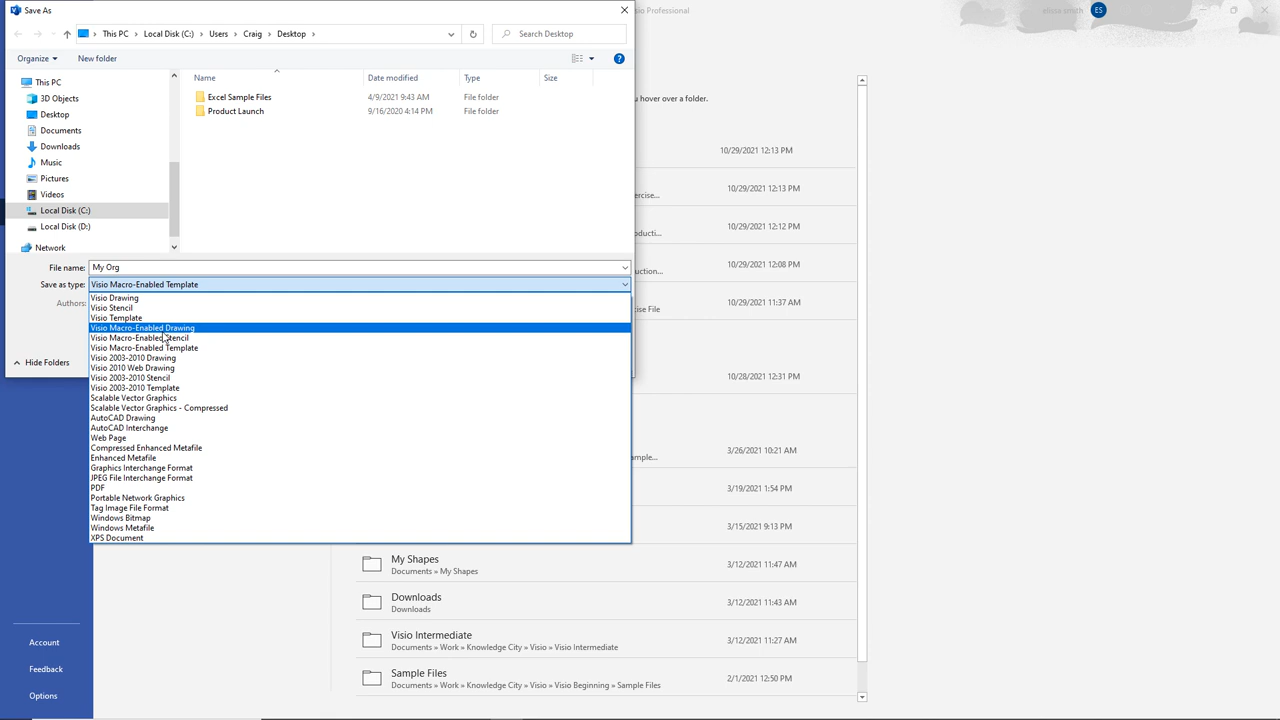 Save As
sio Professional
elisse smith
ES
This PC
Local Disk (C:)
Users
Craig
Desktop
Search Desktop
Organize
New folder
This PC
3D Objects
Desktop
Documents
Downloads
Music
Pictures
Videos
Local Disk (C:)
Local Disk (D:)
Network
Name
Date modified
Type
Size
Excel Sample Files
4/9/2021 9:43 AM
File folder
Product Launch
9/16/2020 4:14 PM
File folder
File name:
My Org
Save as type:
Visio Macro-Enabled Template
Authors:
Hide Folders
Visio Drawing
Visio Stencil
Visio Template
Visio Macro-Enabled Drawing
Visio Macro-Enabled Stencil
Visio Macro-Enabled Template
Visio 2003-2010 Drawing
Visio 2010 Web Drawing
Visio 2003-2010 Stencil
Visio 2003-2010 Template
Scalable Vector Graphics
Scalable Vector Graphics - Compressed
AutoCAD Drawing
AutoCAD Interchange
Web Page
Compressed Enhanced Metafile
Enhanced Metafile
Graphics Interchange Format
JPEG File Interchange Format
PDF
Portable Network Graphics
Tag Image File Format
Windows Bitmap
Windows Metafile
XPS Document
u hover over a folder.
10/29/2021 12:13 PM
ercise...
10/29/2021 12:13 PM
oducti...
10/29/2021 12:12 PM
uction...
10/29/2021 12:08 PM
ise File
10/29/2021 11:37 AM
10/28/2021 12:31 PM
ample...
3/26/2021 10:21 AM
3/19/2021 1:54 PM
3/15/2021 9:13 PM
My Shapes
Documents » My Shapes
3/12/2021 11:47 AM
Downloads
Downloads
3/12/2021 11:43 AM
Visio Intermediate
Documents » Work » Knowledge City » Visio » Visio Intermediate
3/12/2021 11:27 AM
Sample Files
Documents » Work » Knowledge City » Visio » Visio Beginning » Sample Files
2/1/2021 12:50 PM
Account
Feedback
Options